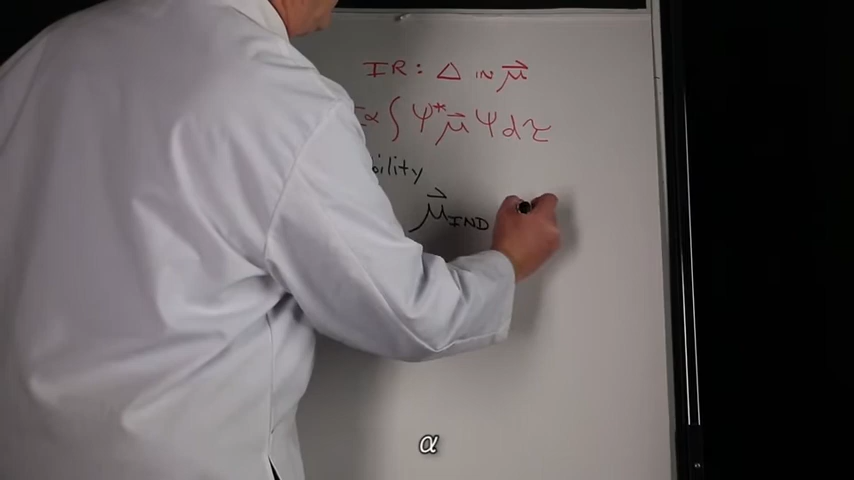 IR: △ IN μ⃗
∝ ∫ ψ* μ⃗ ψ dτ
bility
μ⃗IND
α